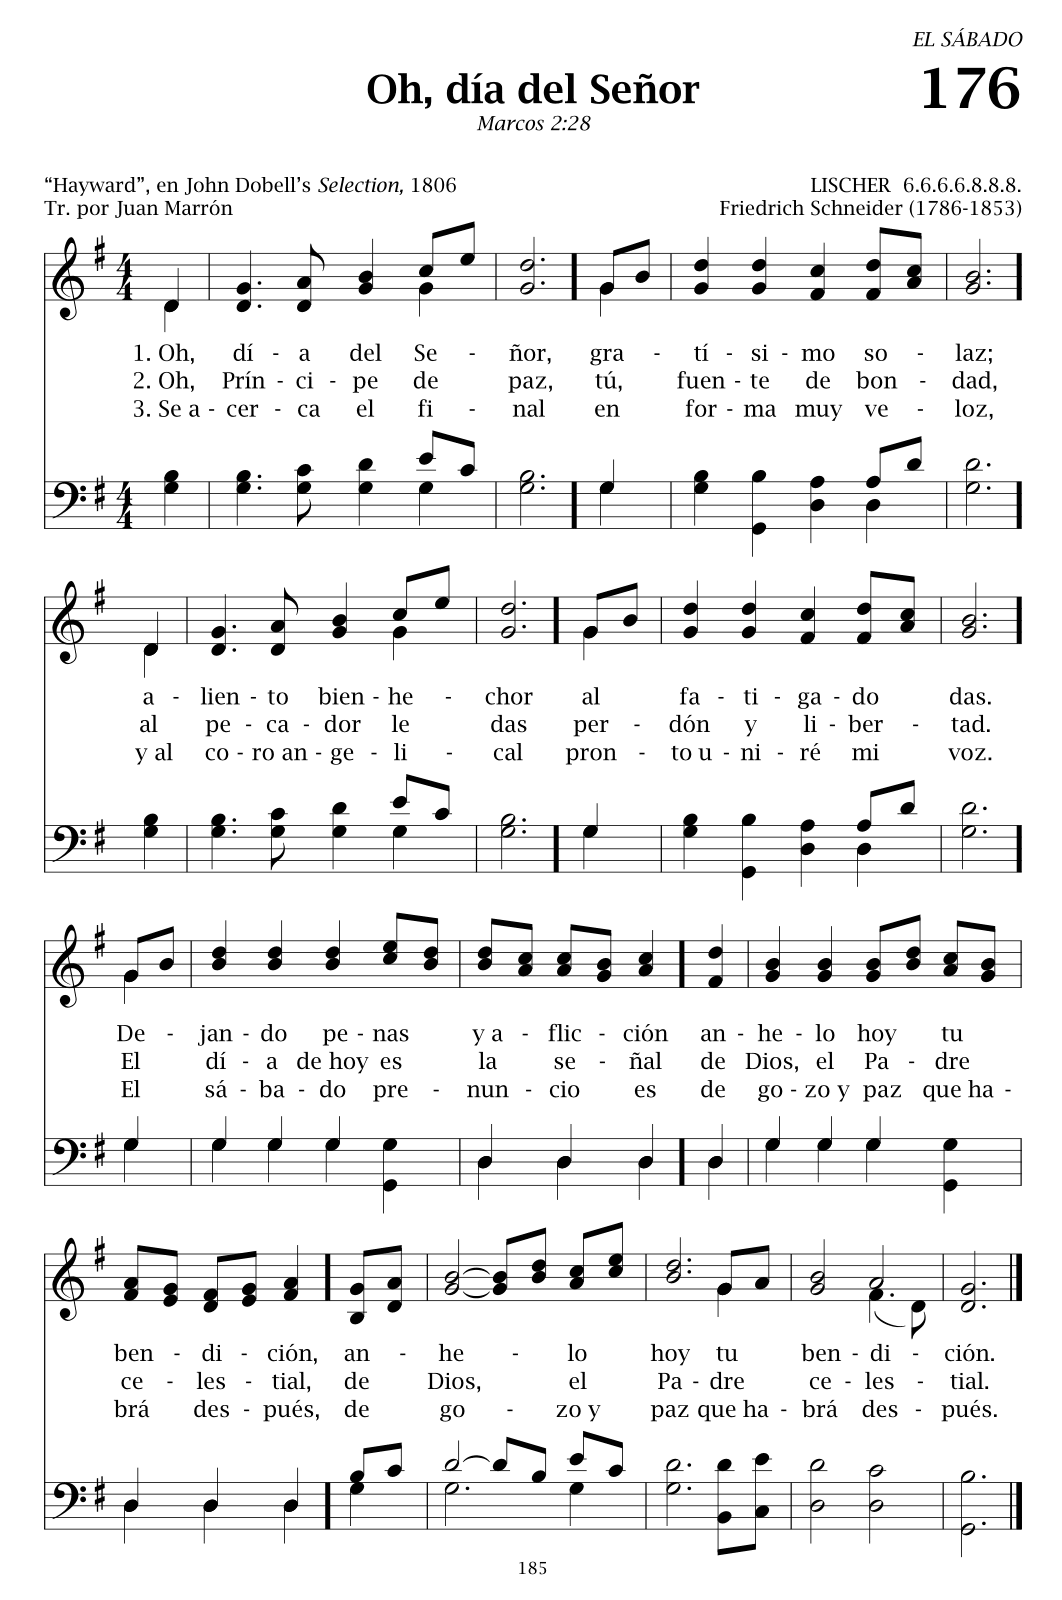 EL SÁBADO
176
Oh, día del Señor
Marcos 2:28
“Hayward”, en John Dobell’s Selection, 1806
LISCHER 6.6.6.6.8.8.8.
Tr. por Juan Marrón
Friedrich Schneider (1786-1853)
1. Oh, dí - a del Se - ñor, gra - tí - si - mo so - laz;
2. Oh, Prín - ci - pe de paz, tú, fuen - te de bon - dad,
3. Se a - cer - ca el fi - nal en for - ma muy ve - loz,
a - lien - to bien - he - chor al fa - ti - ga - do das.
al pe - ca - dor le das per - dón y li - ber - tad.
y al co - ro an - ge - li - cal pron - to u - ni - ré mi voz.
De - jan - do pe - nas y a - flic - ción an - he - lo hoy tu
El dí - a de hoy es la se - ñal de Dios, el Pa - dre
El sá - ba - do pre - nun - cio es de go - zo y paz que ha -
ben - di - ción, an - he - lo hoy tu ben - di - ción.
ce - les - tial, de Dios, el Pa - dre ce - les - tial.
brá des - pués, de go - zo y paz que ha - brá des - pués.
185